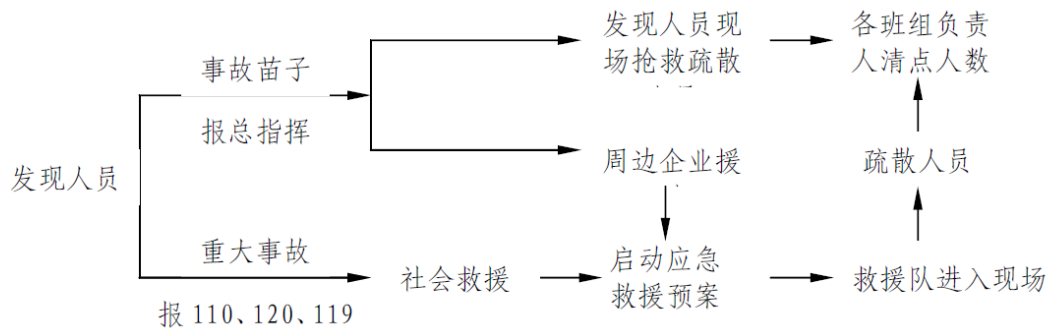 发现人员
事故苗子
报总指挥
重大事故
报 110、120、119
发现人员现
场抢救疏散
周边企业援
社会救援
启动应急
救援预案
各班组负责
人清点人数
疏散人员
救援队进入现场